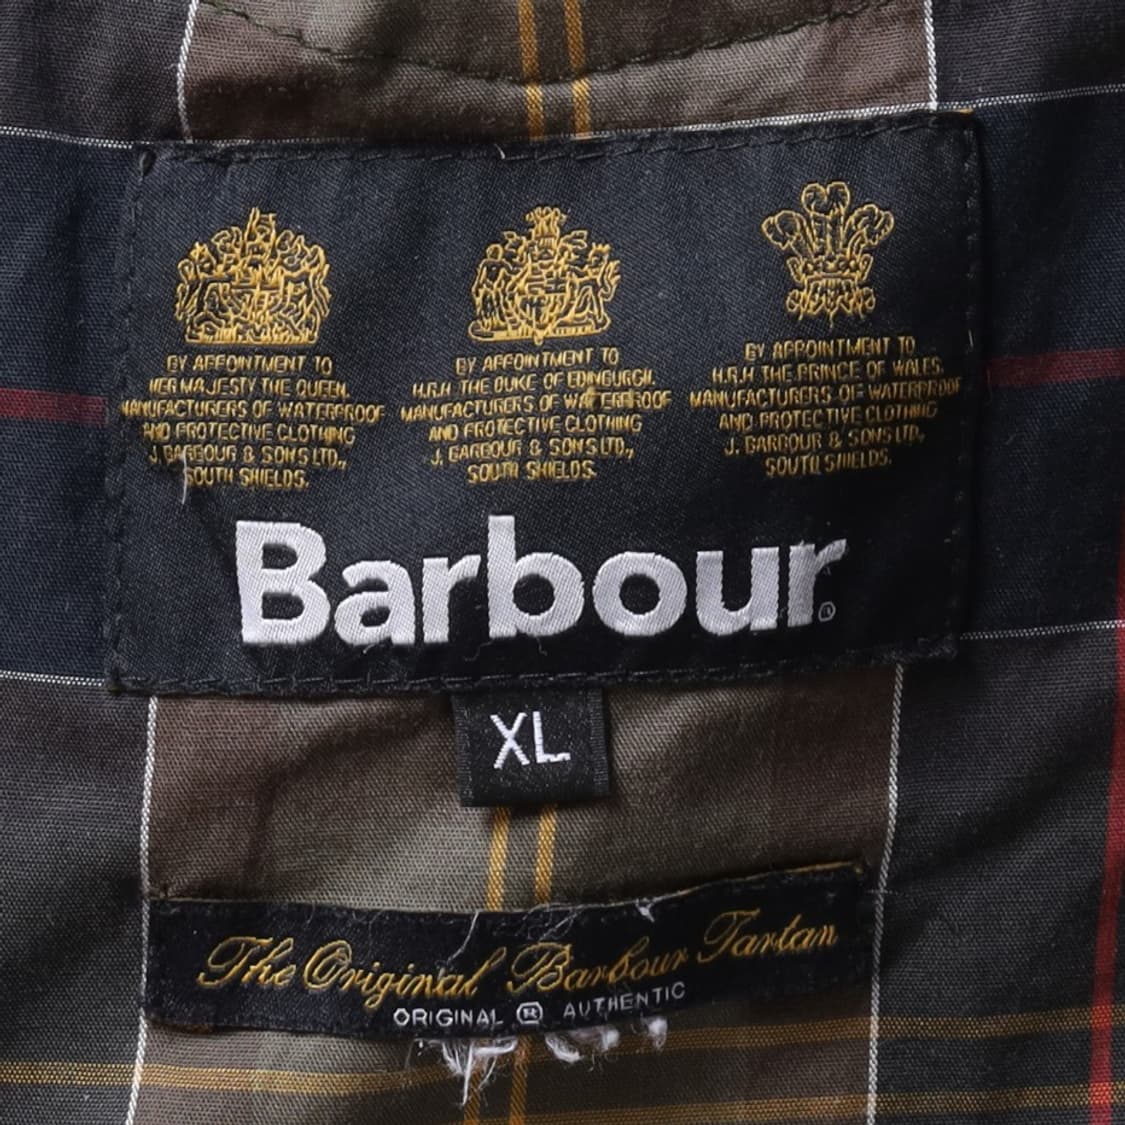 BY APPOINTMENT TO
HER MAJESTY THE QUEEN.
MANUFACTURERS OF WATERPROOF
AND PROTECTIVE CLOTHING
J. BARBOUR & SONS LTD.,
SOUTH SHIELDS.
BY APPOINTMENT TO
H.R.H. THE DUKE OF EDINBURGH.
MANUFACTURERS OF WATERPROOF
AND PROTECTIVE CLOTHING
J. BARBOUR & SONS LTD.,
SOUTH SHIELDS.
BY APPOINTMENT TO
H.R.H THE PRINCE OF WALES.
MANUFACTURERS OF WATERPROOF
AND PROTECTIVE CLOTHING
J. BARBOUR & SONS LTD,
SOUTH SHIELDS.
Barbour®
XL
The Original Barbour Tartan
ORIGINAL ® AUTHENTIC